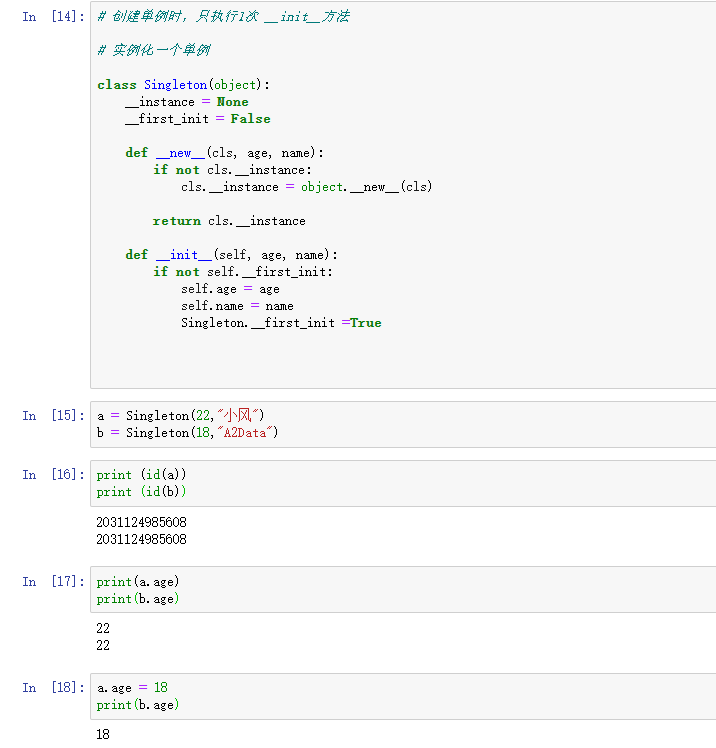 In [14]: # 创建单例时，只执行1次 __init__方法
# 实例化一个单例
class Singleton(object):
__instance = None
__first_init = False
def __new__(cls, age, name):
if not cls.__instance:
cls.__instance = object.__new__(cls)
return cls.__instance
def __init__(self, age, name):
if not self.__first_init:
self.age = age
self.name = name
Singleton.__first_init =True
In [15]: a = Singleton(22,"小风")
b = Singleton(18,"A2Data")
In [16]: print (id(a))
print (id(b))
2031124985608
2031124985608
In [17]: print(a.age)
print(b.age)
22
22
In [18]: a.age = 18
print(b.age)
18